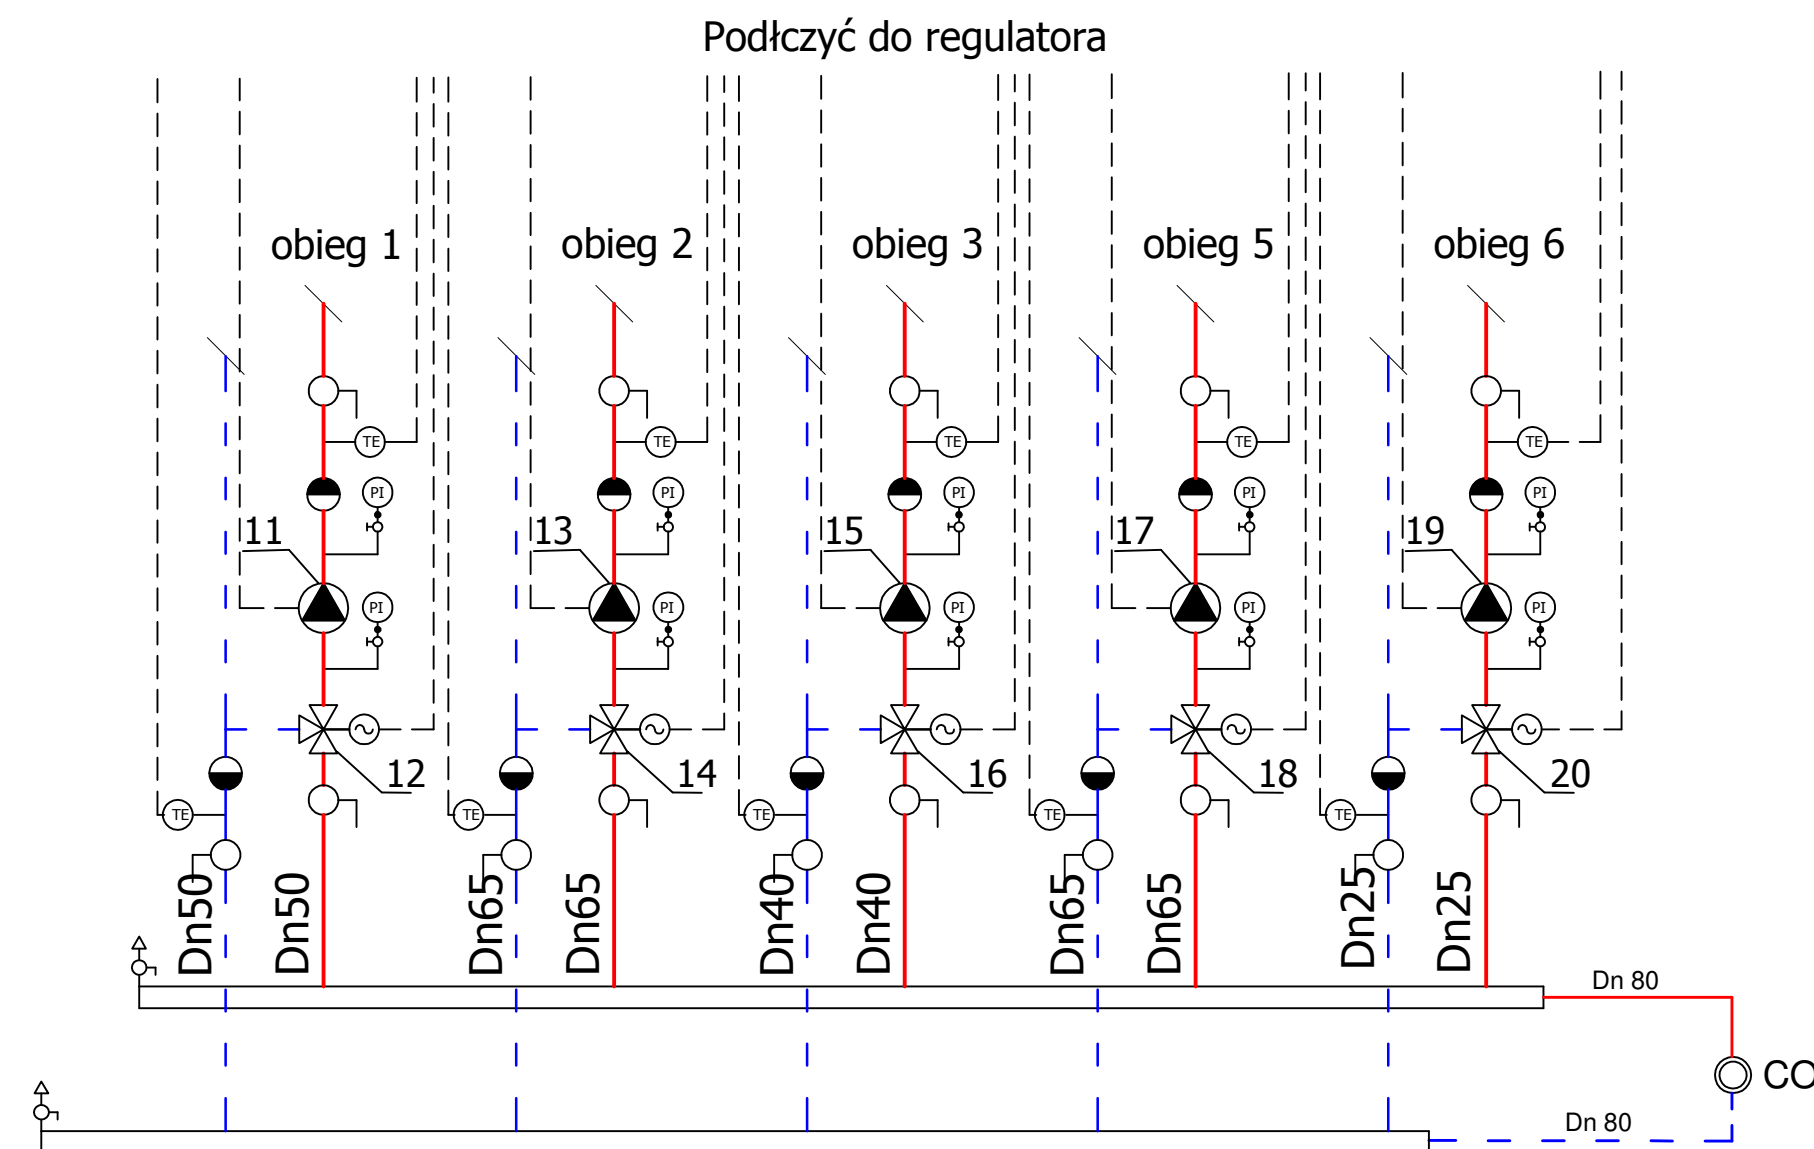 Podłczyć do regulatora
obieg 1 obieg 2 obieg 3 obieg 5 obieg 6
TE TE TE TE TE
PI PI PI PI PI
11 13 15 17 19
PI PI PI PI PI
12 14 16 18 20
TE TE TE TE TE
Dn50 Dn50 Dn65 Dn65 Dn40 Dn40 Dn65 Dn65 Dn25 Dn25
Dn 80
CO
Dn 80